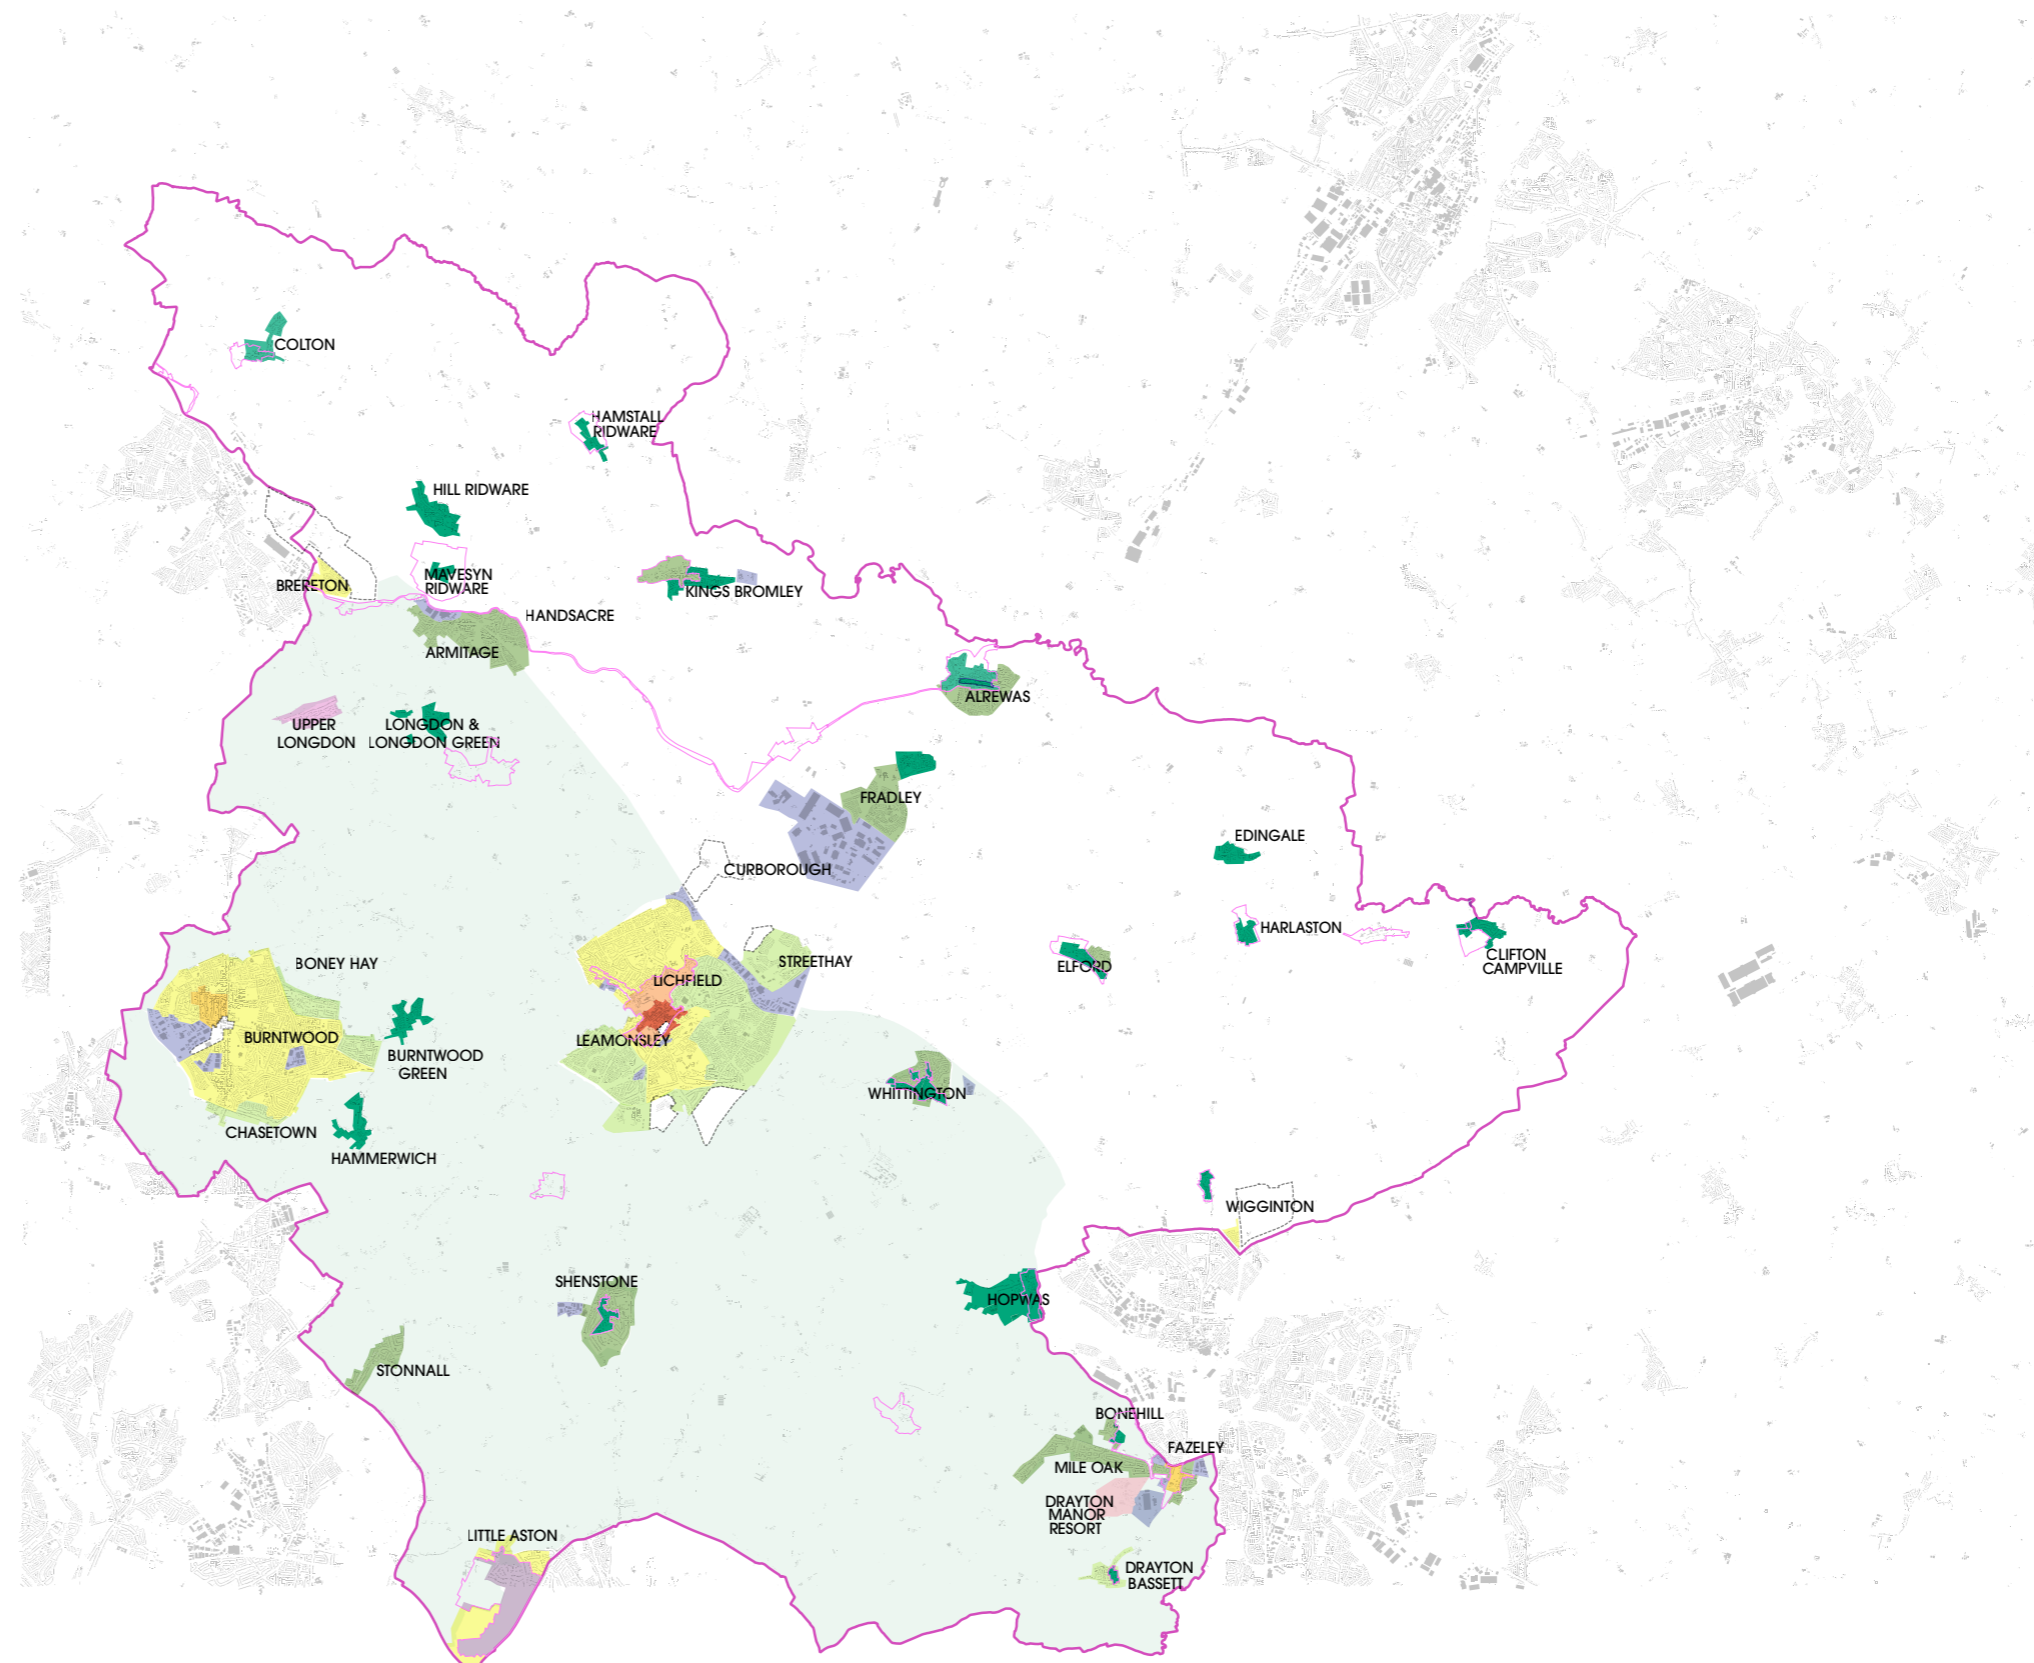 COLTON
HAMSTALL
RIDWARE
HILL RIDWARE
BRERETON
MAVESYN
RIDWARE
KINGS BROMLEY
HANDSACRE
ARMITAGE
ALREWAS
UPPER
LONGDON
LONGDON &
LONGDON GREEN
FRADLEY
EDINGALE
CURBOROUGH
HARLASTON
CLIFTON
CAMPVILLE
BONEY HAY
LICHFIELD
STREETHAY
ELFORD
BURNTWOOD
LEAMONSLEY
BURNTWOOD
GREEN
WHITTINGTON
CHASETOWN
HAMMERWICH
WIGGINTON
SHENSTONE
HOPWAS
STONNALL
BONEHILL
FAZELEY
MILE OAK
DRAYTON
MANOR
RESORT
LITTLE ASTON
DRAYTON
BASSETT